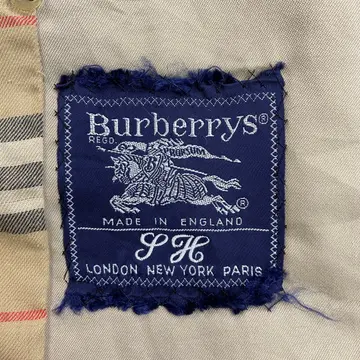 Burberrys®
REGD.
PRORSUM
®
MADE IN ENGLAND
SH
LONDON NEW YORK PARIS